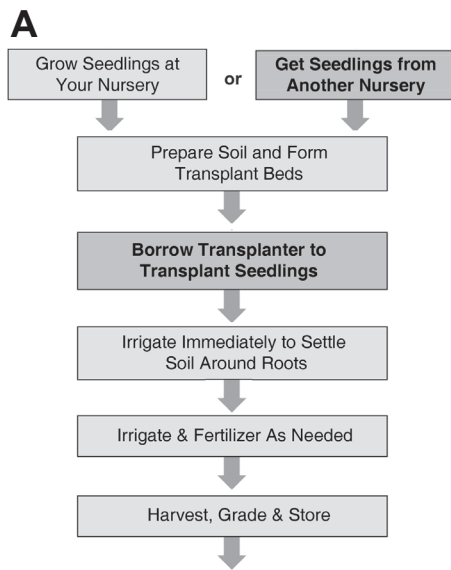 A
Grow Seedlings at
Your Nursery
or
Get Seedlings from
Another Nursery
Prepare Soil and Form
Transplant Beds
Borrow Transplanter to
Transplant Seedlings
Irrigate Immediately to Settle
Soil Around Roots
Irrigate & Fertilizer As Needed
Harvest, Grade & Store